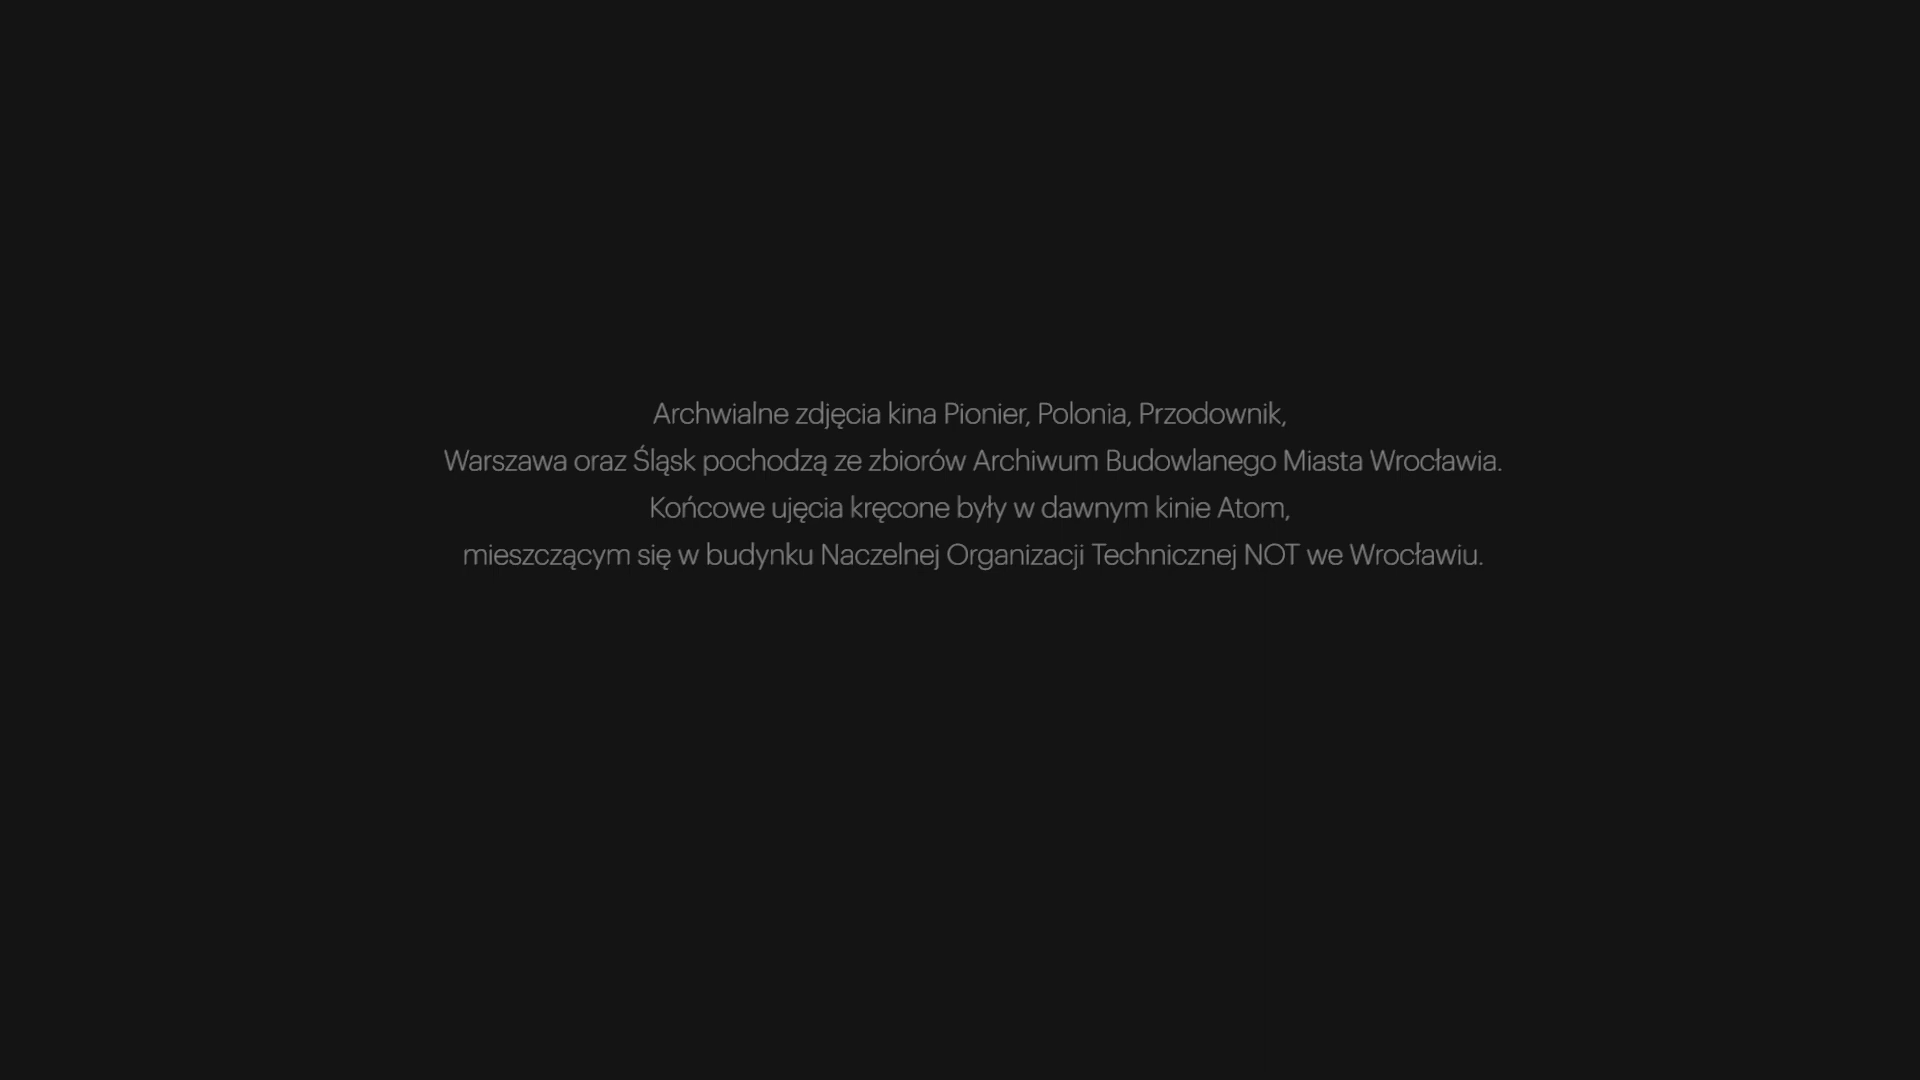 Archwialne zdjęcia kina Pionier, Polonia, Przodownik,
Warszawa oraz Śląsk pochodzą ze zbiorów Archiwum Budowlanego Miasta Wrocławia.
Końcowe ujęcia kręcone były w dawnym kinie Atom,
mieszczącym się w budynku Naczelnej Organizacji Technicznej NOT we Wrocławiu.